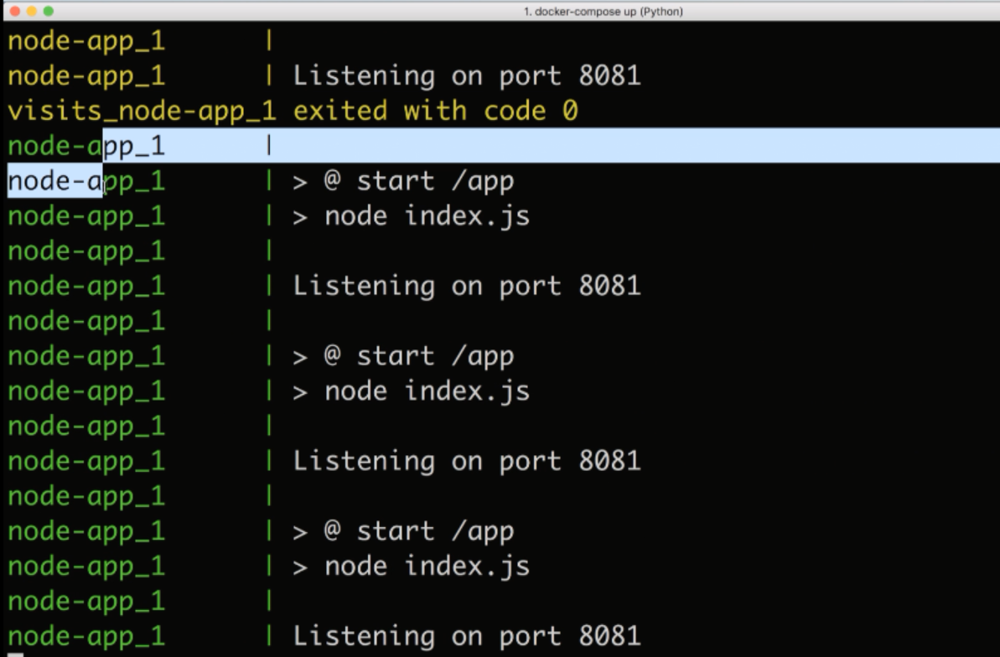 1. docker-compose up (Python)
node-app_1 |
node-app_1 | Listening on port 8081
visits_node-app_1 exited with code 0
node-app_1 |
node-app_1 | > @ start /app
node-app_1 | > node index.js
node-app_1 |
node-app_1 | Listening on port 8081
node-app_1 |
node-app_1 | > @ start /app
node-app_1 | > node index.js
node-app_1 |
node-app_1 | Listening on port 8081
node-app_1 |
node-app_1 | > @ start /app
node-app_1 | > node index.js
node-app_1 |
node-app_1 | Listening on port 8081